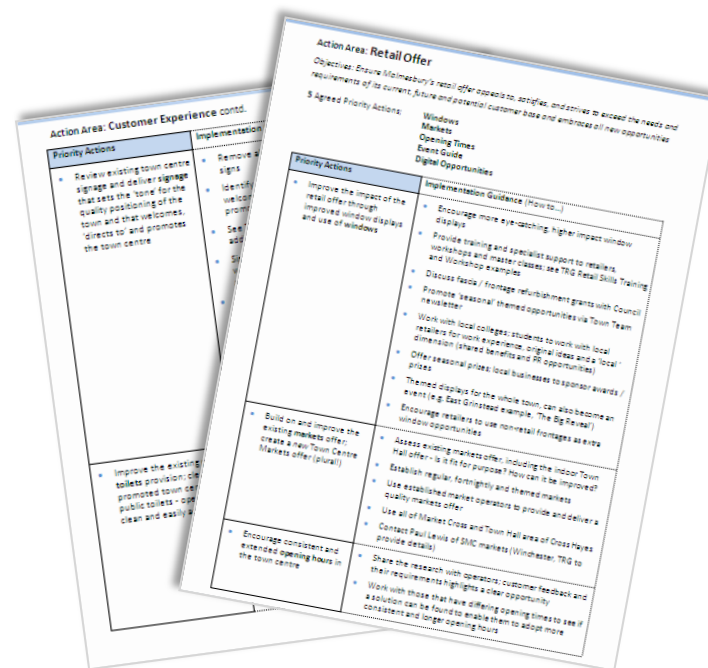 Action Area: Customer Experience contd.
Priority Actions
Implementation
Review existing town centre
signage and deliver signage
that sets the 'tone' for the
quality positioning of the
town and that welcomes,
'directs to' and promotes
the town centre
Remove a
signs
Identify
welcom
prom
See
add
Improve the existing
toilets provision; cle
promoted town cen
public toilets - ope
clean and easily a
Action Area: Retail Offer
Objectives: Ensure Malmesbury's retail offer appeals to, satisfies, and strives to exceed the needs and
requirements of its current, future and potential customer base and embraces all new opportunities
5 Agreed Priority Actions:
Windows
Markets
Opening Times
Event Guide
Digital Opportunities
Priority Actions
Implementation Guidance (How to...)
Improve the impact of the
retail offer through
improved window displays
and use of windows
Encourage more eye-catching, higher impact window
displays
Provide training and specialist support to retailers,
workshops and master classes; see TRG Retail Skills Training
and Workshop examples
Discuss fascia / frontage refurbishment grants with Council
Promote 'seasonal' themed opportunities via Town Team
newsletter
Work with local colleges; students to work with local
retailers for work experience, original ideas and a 'local'
dimension (shared benefits and PR opportunities)
Offer seasonal prizes; local businesses to sponsor awards /
prizes
Themed displays for the whole town, can also become an
event (e.g. East Grinstead example, 'The Big Reveal')
Encourage retailers to use non-retail frontages as extra
window opportunities
Build on and improve the
existing markets offer;
create a new Town Centre
Markets offer (plural!)
Assess existing markets offer, including the indoor Town
Hall offer - is it fit for purpose? How can it be improved?
Establish regular, fortnightly and themed markets
Use established market operators to provide and deliver a
quality markets offer
Use all of Market Cross and Town Hall area of Cross Hayes
Contact Paul Lewis of SMC markets (Winchester, TRG to
provide details)
Encourage consistent and
extended opening hours in
the town centre
Share the research with operators; customer feedback and
their requirements highlights a clear opportunity
Work with those that have differing opening times to see if
a solution can be found to enable them to adopt more
consistent and longer opening hours